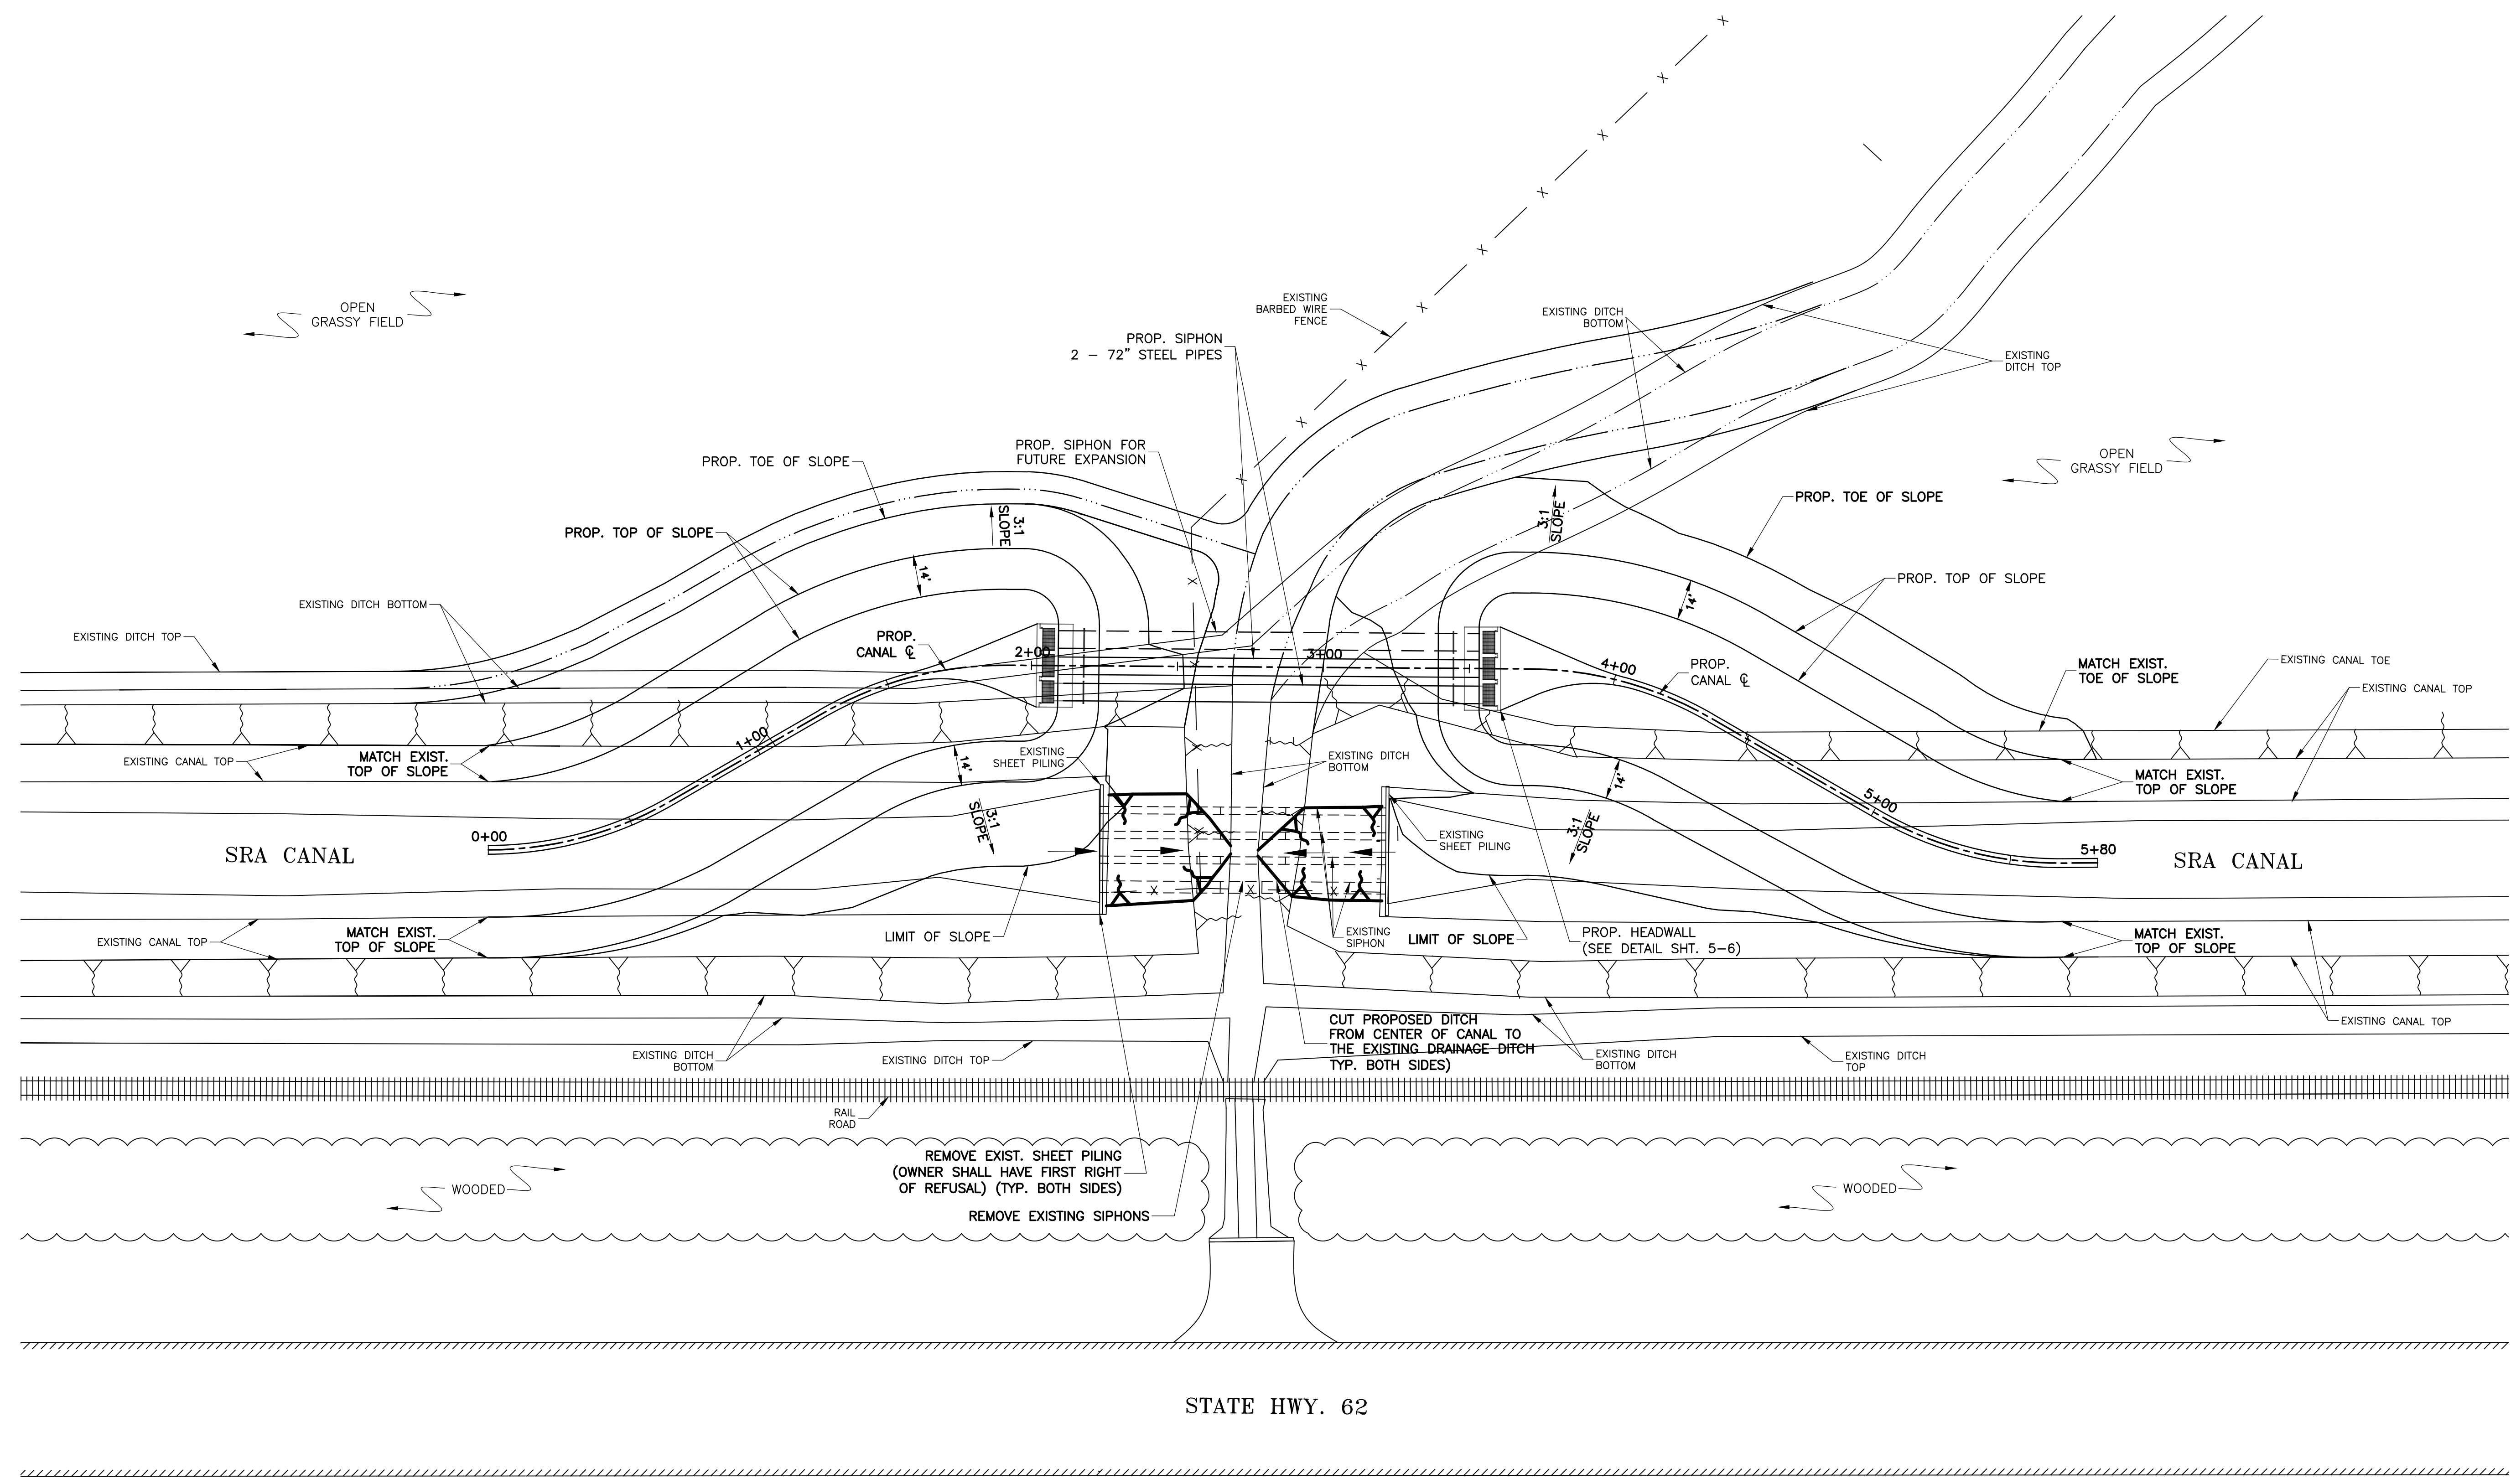 OPEN
GRASSY FIELD
EXISTING
BARBED WIRE
FENCE
EXISTING DITCH
BOTTOM
PROP. SIPHON
2 – 72" STEEL PIPES
EXISTING
DITCH TOP
PROP. SIPHON FOR
FUTURE EXPANSION
PROP. TOE OF SLOPE
OPEN
GRASSY FIELD
PROP. TOE OF SLOPE
3:1
SLOPE
3:1
SLOPE
PROP. TOP OF SLOPE
14'
PROP. TOP OF SLOPE
14'
EXISTING DITCH BOTTOM
EXISTING DITCH TOP
PROP.
CANAL ℄
2+00
3+00
4+00
PROP.
CANAL ℄
MATCH EXIST.
TOE OF SLOPE
EXISTING CANAL TOE
EXISTING CANAL TOP
1+00
EXISTING CANAL TOP
MATCH EXIST.
TOP OF SLOPE
14'
EXISTING
SHEET PILING
EXISTING DITCH
BOTTOM
14'
MATCH EXIST.
TOP OF SLOPE
5+00
3:1
SLOPE
3:1
SLOPE
0+00
EXISTING
SHEET PILING
5+80
SRA CANAL
SRA CANAL
EXISTING CANAL TOP
MATCH EXIST.
TOP OF SLOPE
LIMIT OF SLOPE
EXISTING
SIPHON
LIMIT OF SLOPE
PROP. HEADWALL
(SEE DETAIL SHT. 5-6)
MATCH EXIST.
TOP OF SLOPE
CUT PROPOSED DITCH
FROM CENTER OF CANAL TO
THE EXISTING DRAINAGE DITCH
TYP. BOTH SIDES)
EXISTING CANAL TOP
EXISTING DITCH
BOTTOM
EXISTING DITCH TOP
EXISTING DITCH
BOTTOM
EXISTING DITCH
TOP
RAIL
ROAD
REMOVE EXIST. SHEET PILING
(OWNER SHALL HAVE FIRST RIGHT
OF REFUSAL) (TYP. BOTH SIDES)
REMOVE EXISTING SIPHONS
WOODED
WOODED
STATE HWY. 62